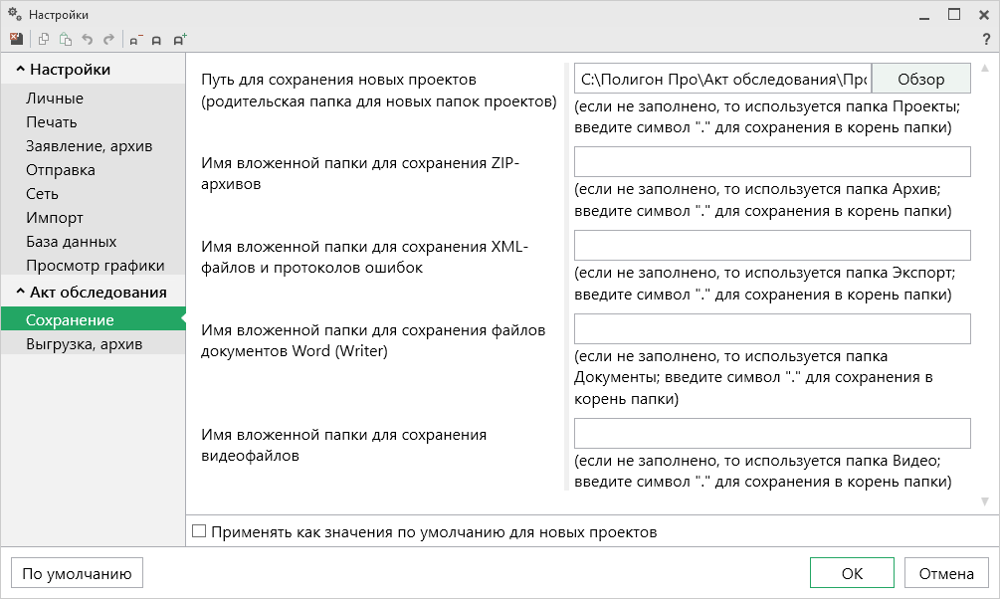 Настройки
?
Настройки
Личные
Печать
Заявление, архив
Отправка
Сеть
Импорт
База данных
Просмотр графики
Акт обследования
Сохранение
Выгрузка, архив
Путь для сохранения новых проектов
(родительская папка для новых папок проектов)
C:\Полигон Про\Акт обследования\Про
Обзор
(если не заполнено, то используется папка Проекты;
введите символ "." для сохранения в корень папки)
Имя вложенной папки для сохранения ZIP-
архивов
(если не заполнено, то используется папка Архив;
введите символ "." для сохранения в корень папки)
Имя вложенной папки для сохранения XML-
файлов и протоколов ошибок
(если не заполнено, то используется папка Экспорт;
введите символ "." для сохранения в корень папки)
Имя вложенной папки для сохранения файлов
документов Word (Writer)
(если не заполнено, то используется папка
Документы; введите символ "." для сохранения в
корень папки)
Имя вложенной папки для сохранения
видеофайлов
(если не заполнено, то используется папка Видео;
введите символ "." для сохранения в корень папки)
Применять как значения по умолчанию для новых проектов
По умолчанию
ОК
Отмена